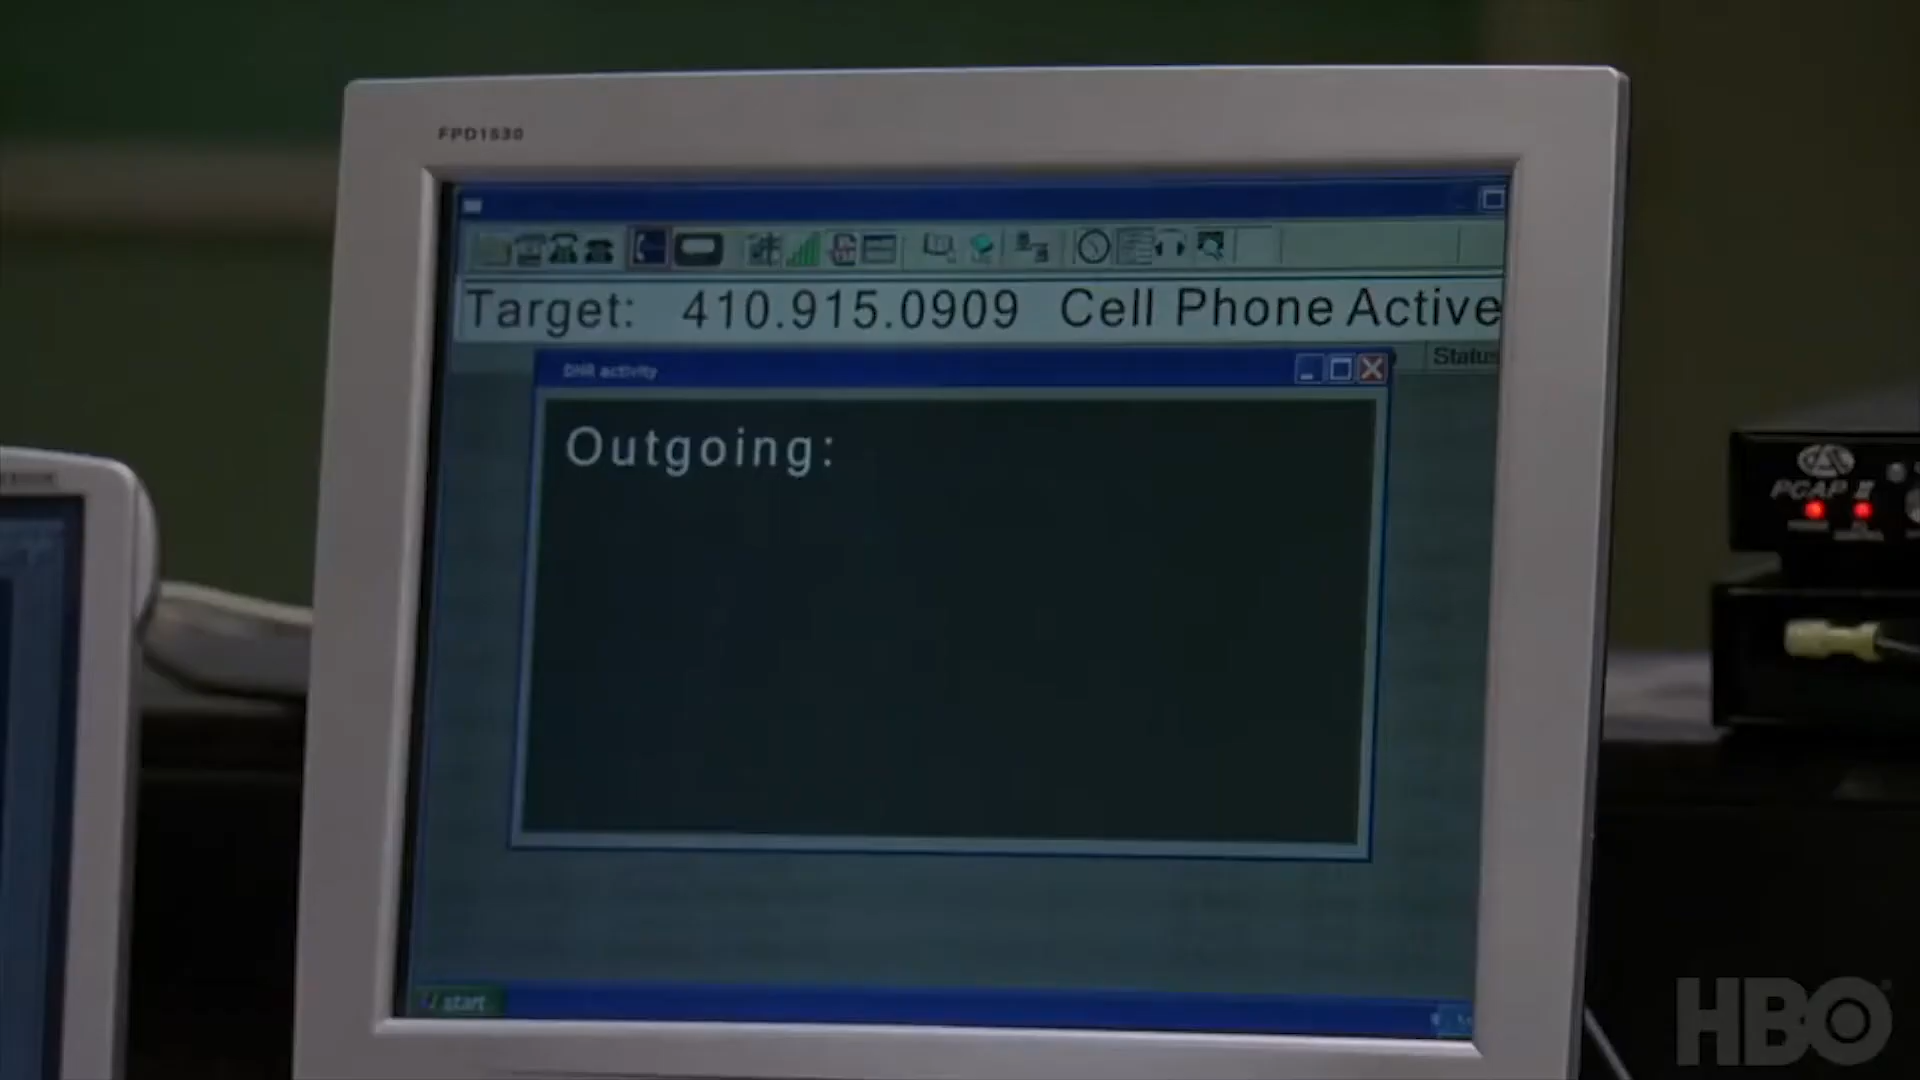 FPD1530
Target: 410.915.0909 Cell Phone Active
Status
DNR activity
Outgoing:
PCAP II
start
HBO